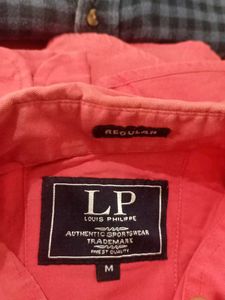 REGULAR
LP
LOUIS PHILIPPE
AUTHENTIC SPORTSWEAR
TRADEMARK
FINEST QUALITY
M